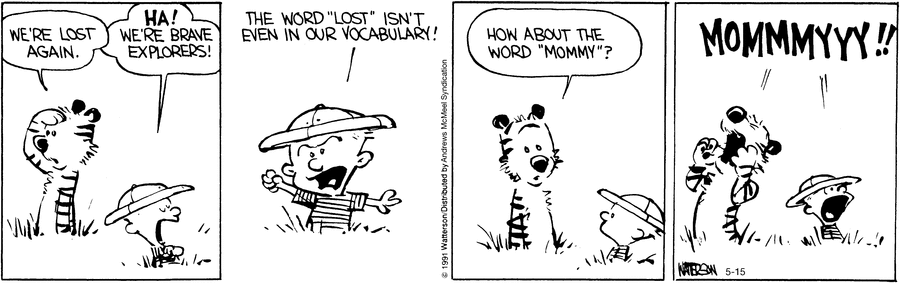 WE'RE LOST
AGAIN.
HA!
WE'RE BRAVE
EXPLORERS!
THE WORD "LOST" ISN'T
EVEN IN OUR VOCABULARY!
© 1991 Watterson/Distributed by Andrews McMeel Syndication
HOW ABOUT THE
WORD "MOMMY"?
MOMMMYYY!!
WATTERSON 5-15